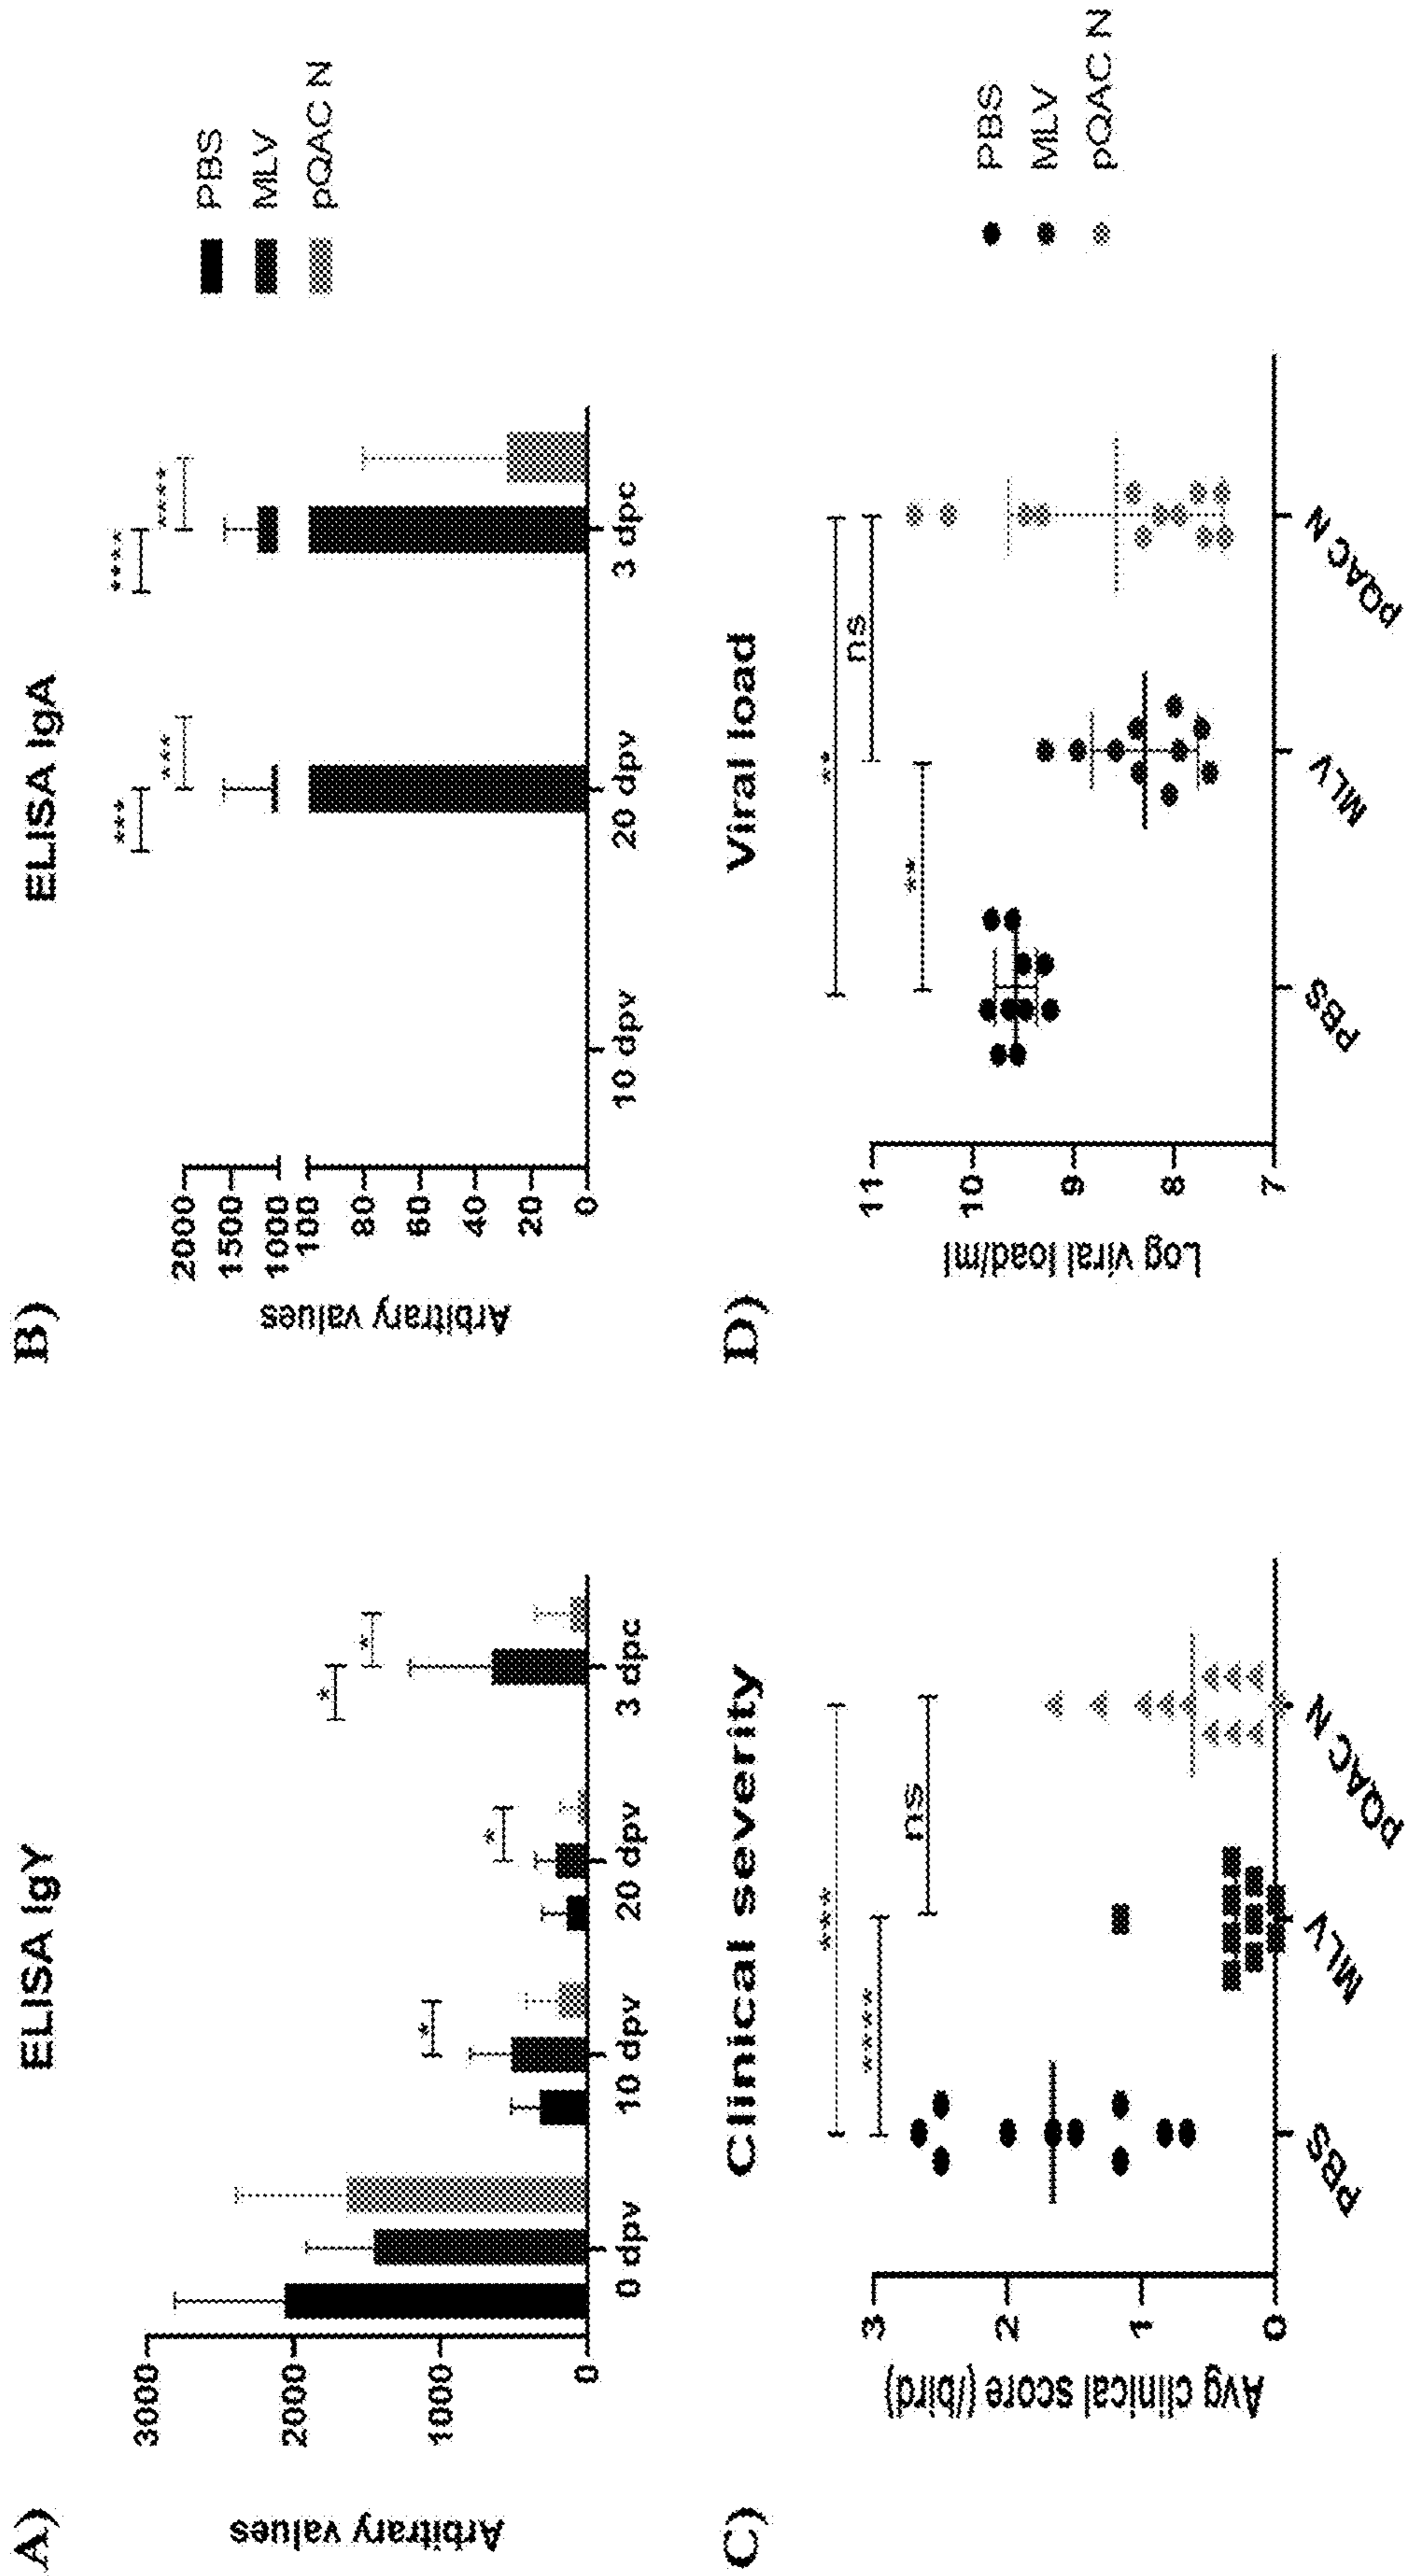 A)
ELISA IgY
Arbitrary values
3000
2000
1000
0
0 dpv
10 dpv
20 dpv
3 dpc
*
*
*
*
B)
ELISA IgA
Arbitrary values
2000
1500
1000
100
80
60
40
20
0
10 dpv
20 dpv
3 dpc
***
***
****
****
PBS
MLV
pQAC N
C)
Clinical severity
Avg clinical score (/bird)
3
2
1
0
PBS
MLV
pQAC N
***
****
ns
D)
Viral load
Log viral load/ml
11
10
9
8
7
PBS
MLV
pQAC N
**
ns
**
PBS
MLV
pQAC N